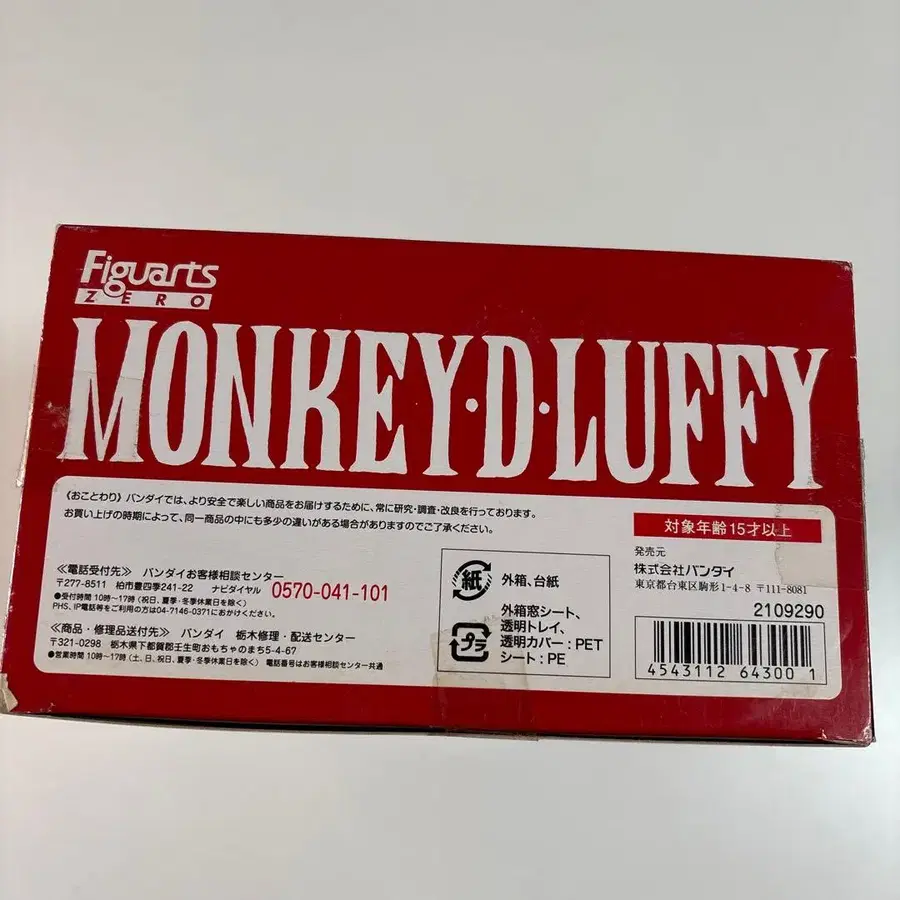 Figuarts
ZERO
MONKEY・D・LUFFY
《おことわり》バンダイでは、より安全で楽しい商品をお届けするために、常に研究・調査・改良を行っております。
お買い上げの時期によって、同一商品の中にも多少の違いがある場合がありますのでご了承ください。
≪電話受付先≫ バンダイお客様相談センター
〒277-8511 柏市豊四季241-22 ナビダイヤル 0570-041-101
●受付時間 10時〜17時(祝日、夏季・冬季休業日を除く)
PHS、IP電話等をご利用の方は04-7146-0371におかけください。
≪商品・修理品送付先≫ バンダイ 栃木修理・配送センター
〒321-0298 栃木県下都賀郡壬生町おもちゃのまち5-4-67
●営業時間 10時〜17時(土、日、祝日、夏季・冬季休業日を除く) 電話番号はお客様相談センター共通
紙 外箱、台紙
プラ 外箱窓シート、
透明トレイ、
透明カバー:PET
シート:PE
対象年齢15才以上
発売元
株式会社バンダイ
東京都台東区駒形1-4-8 〒111-8081
2109290
4543112 64300 1